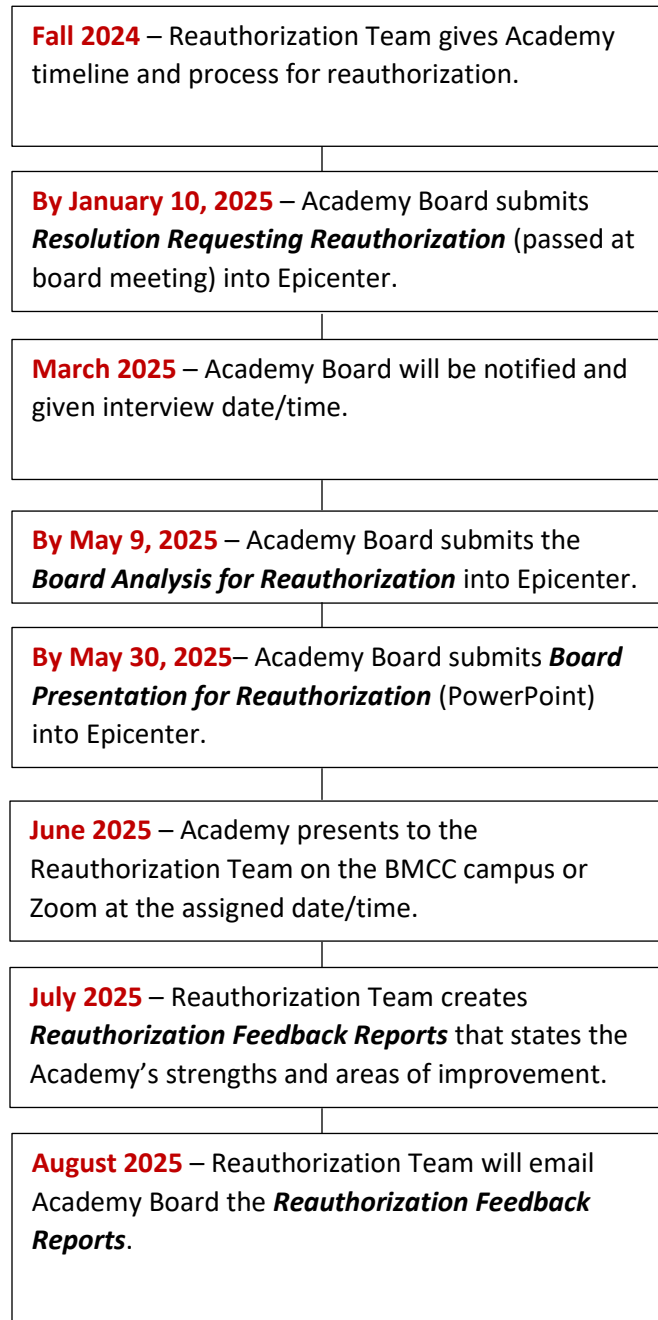 Fall 2024 – Reauthorization Team gives Academy
timeline and process for reauthorization.
By January 10, 2025 – Academy Board submits
Resolution Requesting Reauthorization (passed at
board meeting) into Epicenter.
March 2025 – Academy Board will be notified and
given interview date/time.
By May 9, 2025 – Academy Board submits the
Board Analysis for Reauthorization into Epicenter.
By May 30, 2025– Academy Board submits Board
Presentation for Reauthorization (PowerPoint)
into Epicenter.
June 2025 – Academy presents to the
Reauthorization Team on the BMCC campus or
Zoom at the assigned date/time.
July 2025 – Reauthorization Team creates
Reauthorization Feedback Reports that states the
Academy’s strengths and areas of improvement.
August 2025 – Reauthorization Team will email
Academy Board the Reauthorization Feedback
Reports.